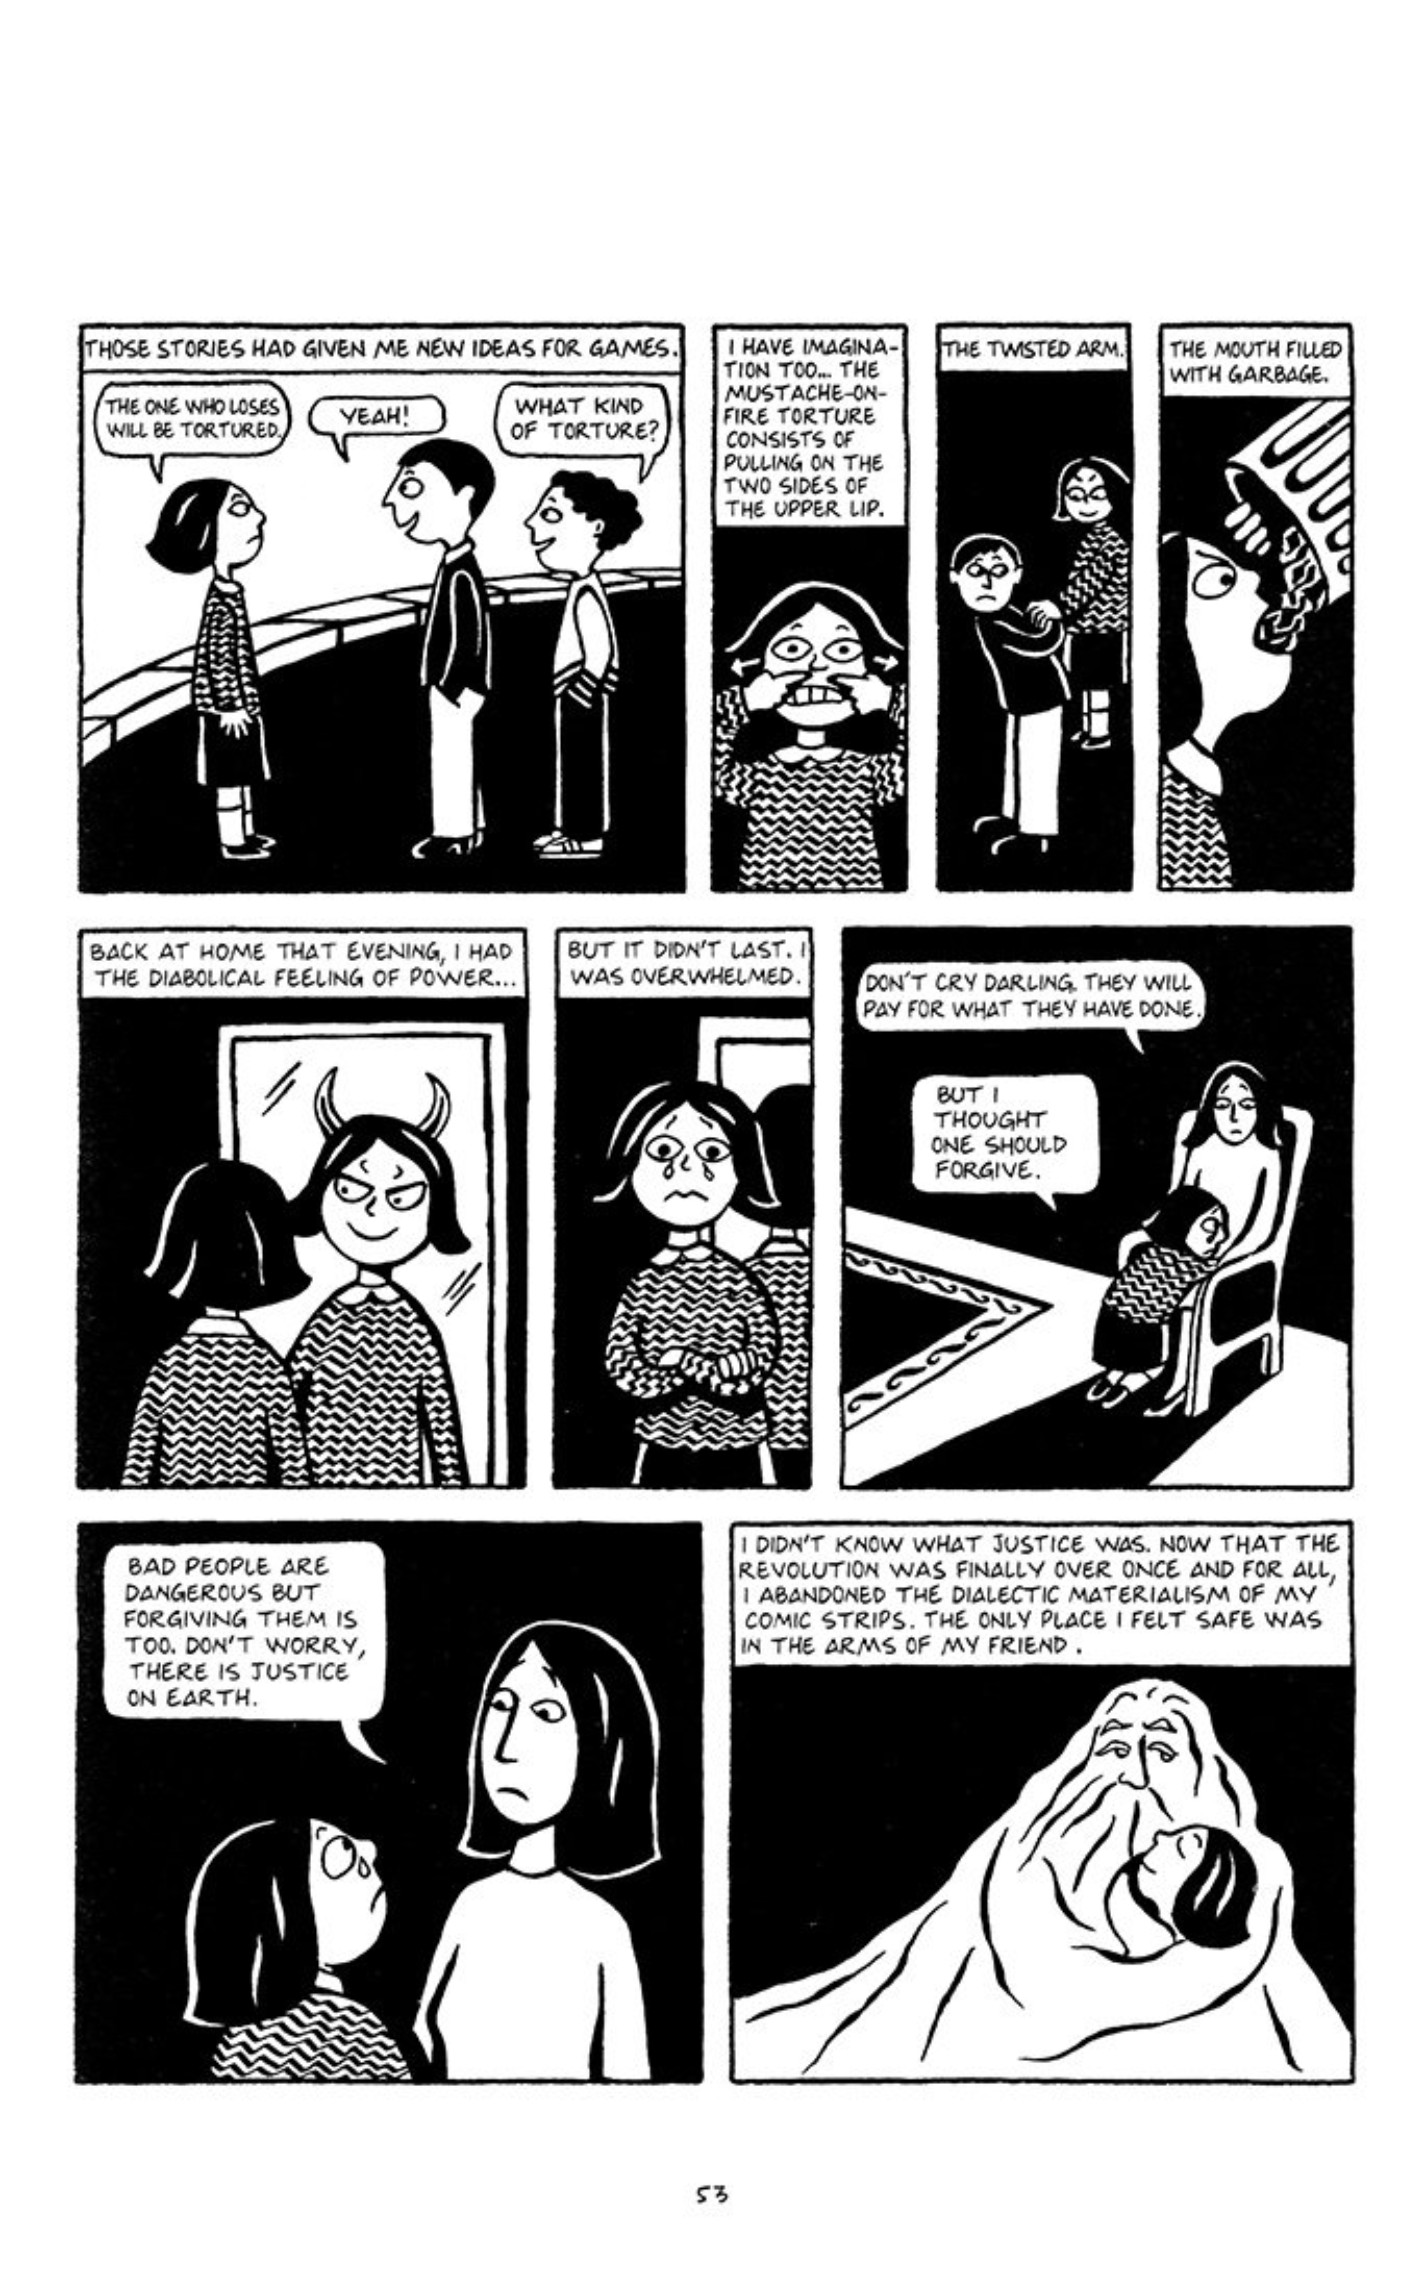 THOSE STORIES HAD GIVEN ME NEW IDEAS FOR GAMES.
THE ONE WHO LOSES
WILL BE TORTURED.
YEAH!
WHAT KIND
OF TORTURE?
I HAVE IMAGINA-
TION TOO... THE
MUSTACHE-ON-
FIRE TORTURE
CONSISTS OF
PULLING ON THE
TWO SIDES OF
THE UPPER LIP.
THE TWISTED ARM.
THE MOUTH FILLED
WITH GARBAGE.
BACK AT HOME THAT EVENING, I HAD
THE DIABOLICAL FEELING OF POWER...
BUT IT DIDN'T LAST. I
WAS OVERWHELMED.
DON'T CRY DARLING. THEY WILL
PAY FOR WHAT THEY HAVE DONE.
BUT I
THOUGHT
ONE SHOULD
FORGIVE.
BAD PEOPLE ARE
DANGEROUS BUT
FORGIVING THEM IS
TOO. DON'T WORRY,
THERE IS JUSTICE
ON EARTH.
I DIDN'T KNOW WHAT JUSTICE WAS. NOW THAT THE
REVOLUTION WAS FINALLY OVER ONCE AND FOR ALL,
I ABANDONED THE DIALECTIC MATERIALISM OF MY
COMIC STRIPS. THE ONLY PLACE I FELT SAFE WAS
IN THE ARMS OF MY FRIEND.
53